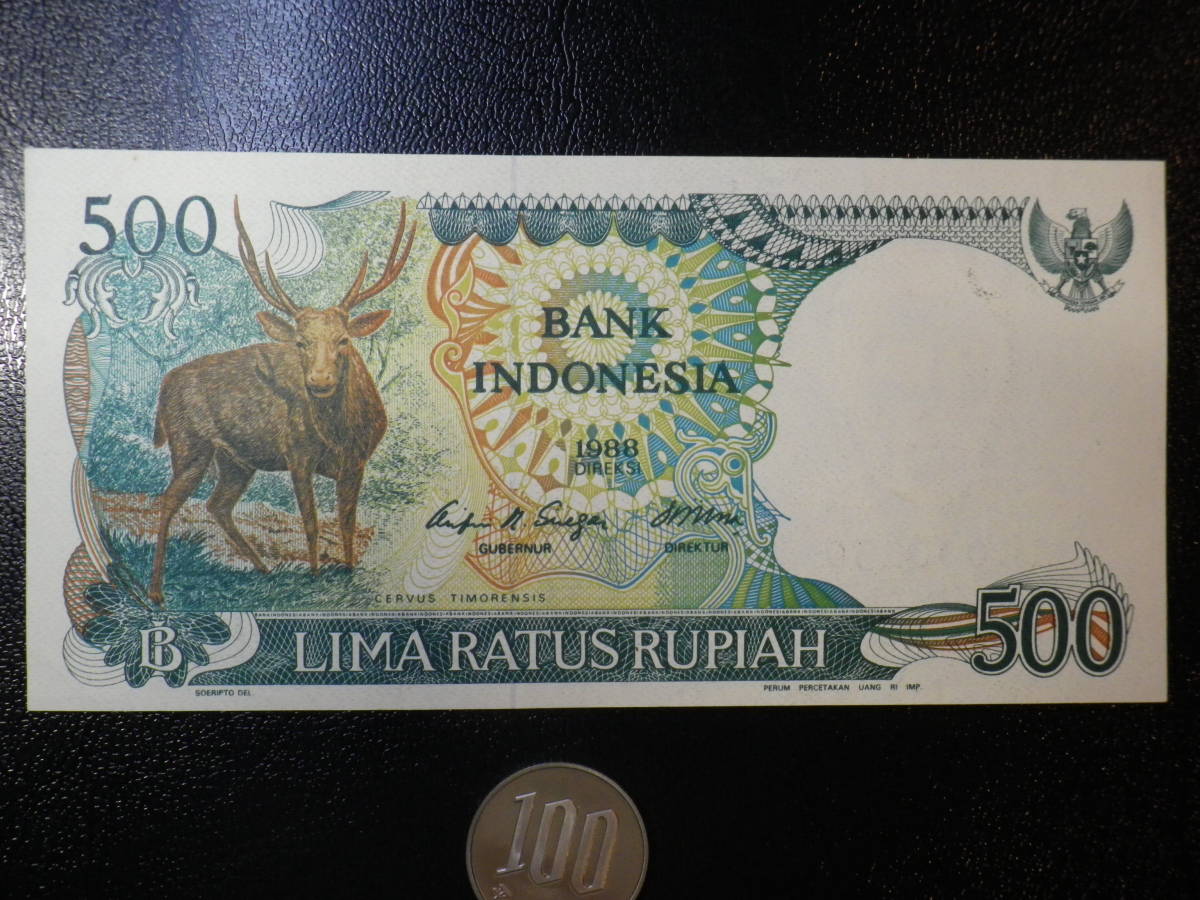 500
BANK
INDONESIA
1988
DIREKSI
GUBERNUR
DIREKTUR
CERVUS TIMORENSIS
LIMA RATUS RUPIAH
500
SOERIPTO DEL.
PERUM PERCETAKAN UANG RI IMP.
100